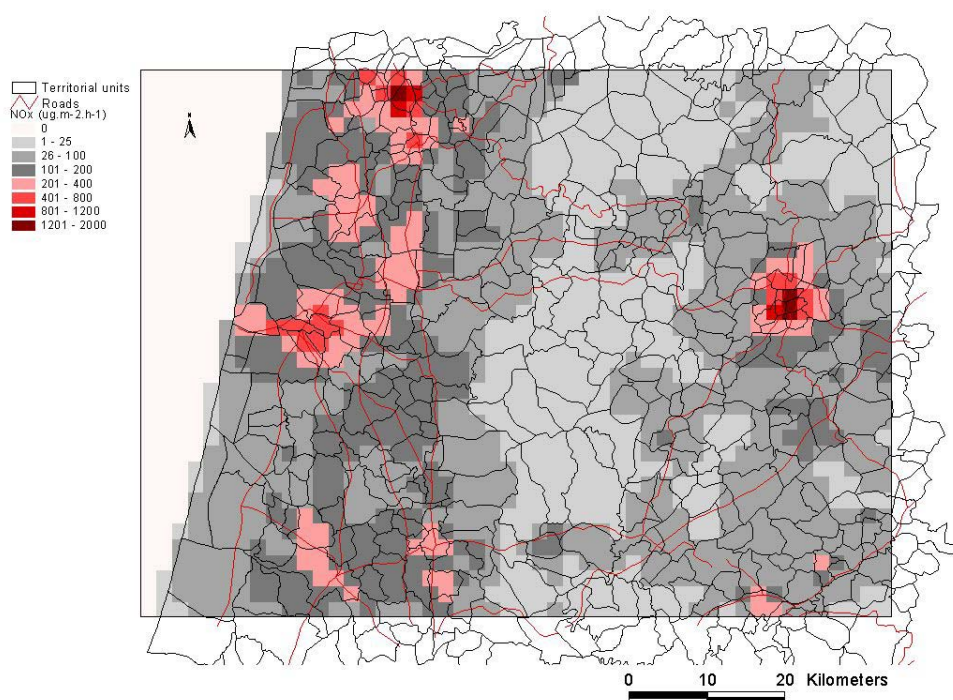 Territorial units
Roads
NOx (ug.m-2.h-1)
0
1 - 25
26 - 100
101 - 200
201 - 400
401 - 800
801 - 1200
1201 - 2000
0 10 20 Kilometers